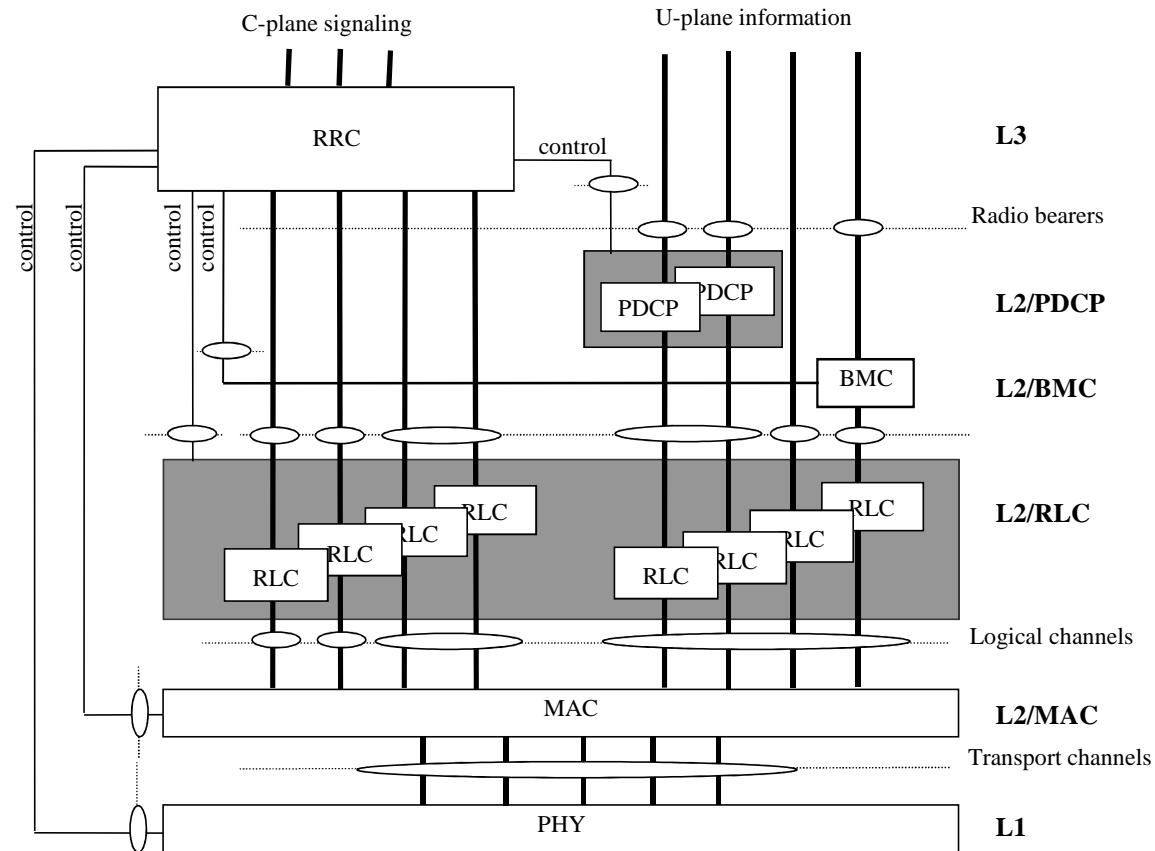 C-plane signaling
U-plane information
RRC
L3
control
Radio bearers
control
control
control
control
PDCP
PDCP
L2/PDCP
BMC
L2/BMC
RLC
RLC
RLC
RLC
RLC
RLC
RLC
RLC
L2/RLC
Logical channels
MAC
L2/MAC
Transport channels
PHY
L1